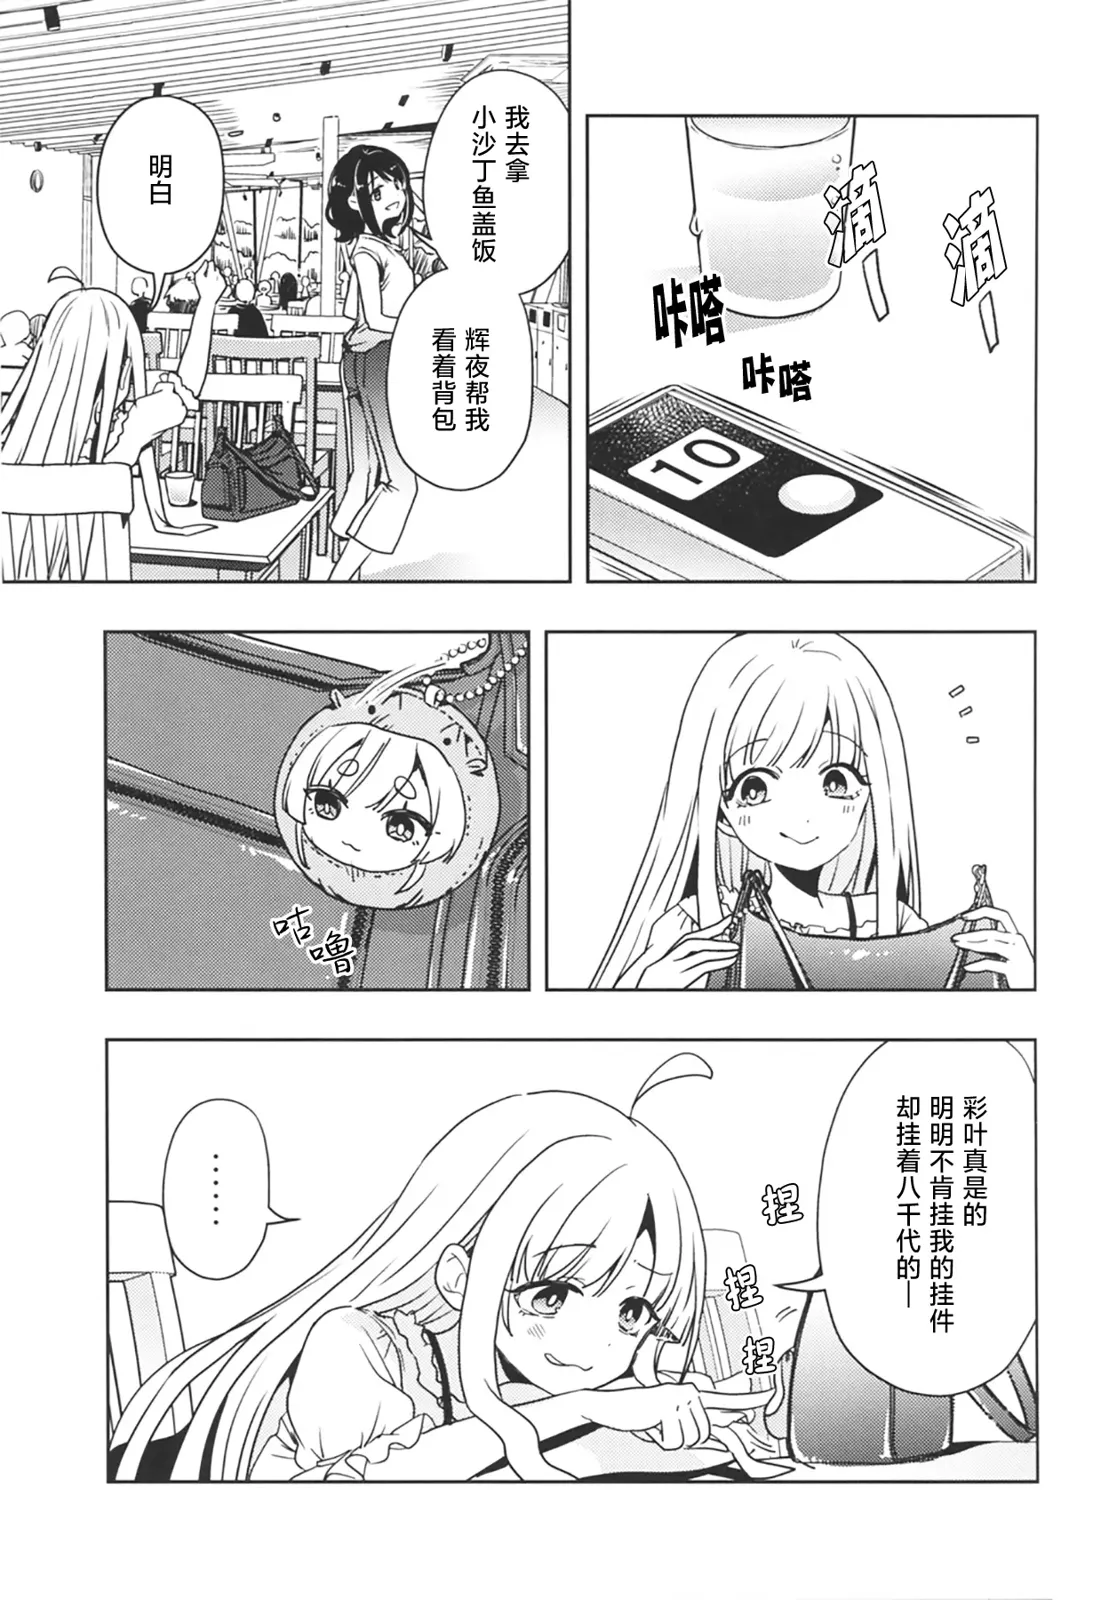 滴
滴
咔嗒
咔嗒
10
我去拿
小沙丁鱼盖饭
辉夜帮我
看着背包
明白
咕噜
彩叶真是的
明明不肯挂我的挂件
却挂着八千代的—
捏
捏
捏
………